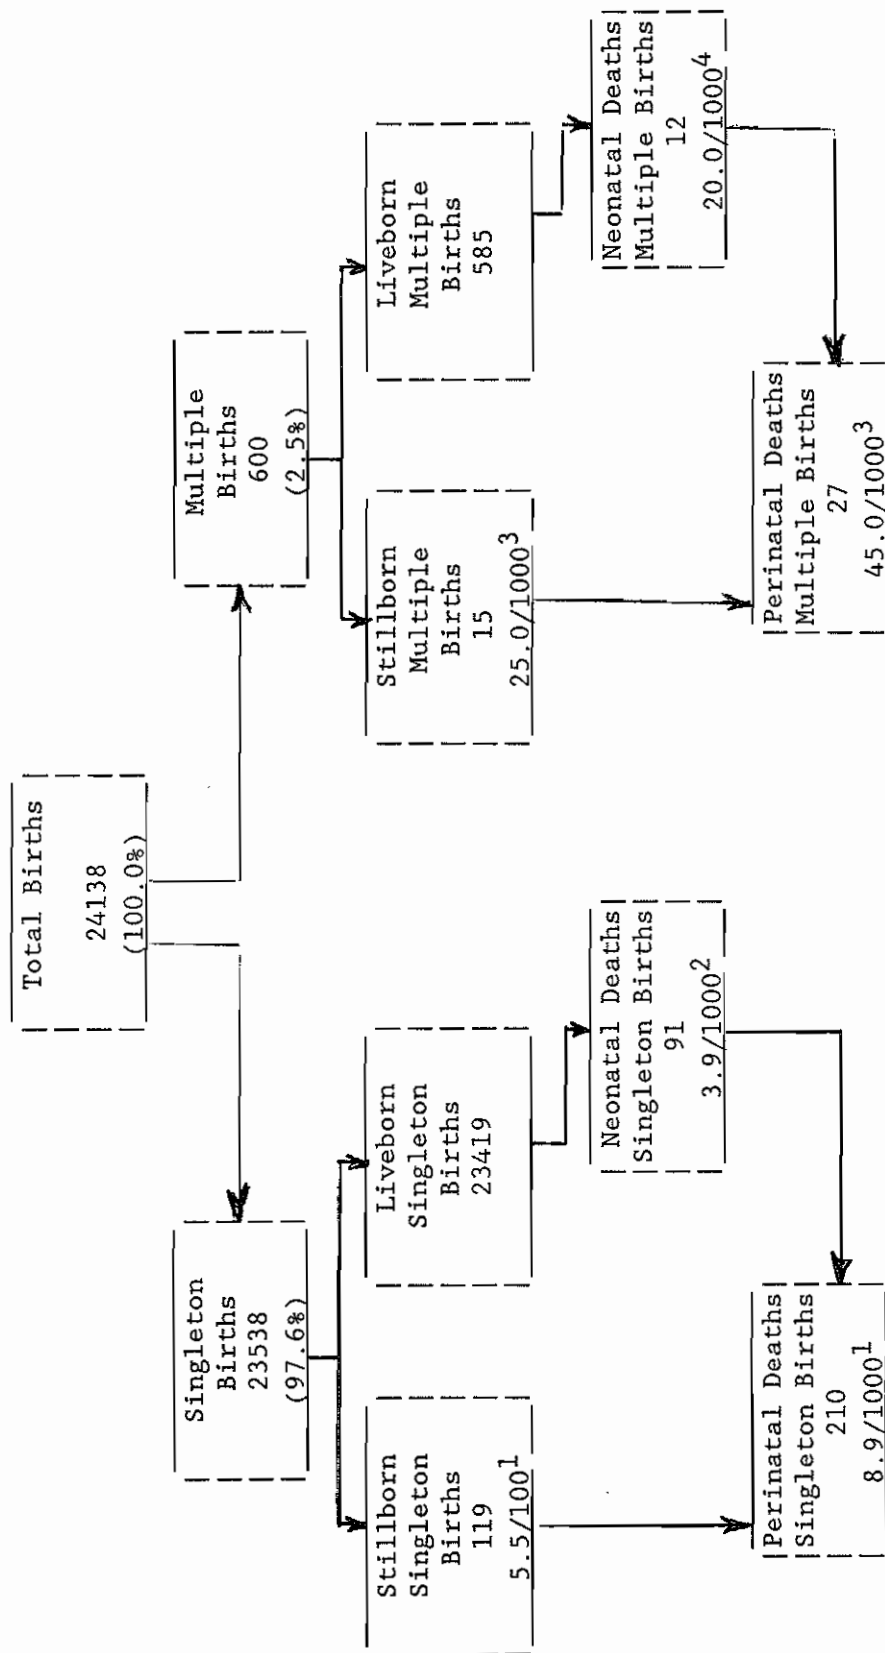 Total Births
24138
(100.0%)
Singleton
Births
23538
(97.6%)
Multiple
Births
600
(2.5%)
Stillborn
Singleton
Births
119
5.5/100¹
Liveborn
Singleton
Births
23419
Stillborn
Multiple
Births
15
25.0/1000³
Liveborn
Multiple
Births
585
Neonatal Deaths
Singleton Births
91
3.9/1000²
Neonatal Deaths
Multiple Births
12
20.0/1000⁴
Perinatal Deaths
Singleton Births
210
8.9/1000¹
Perinatal Deaths
Multiple Births
27
45.0/1000³